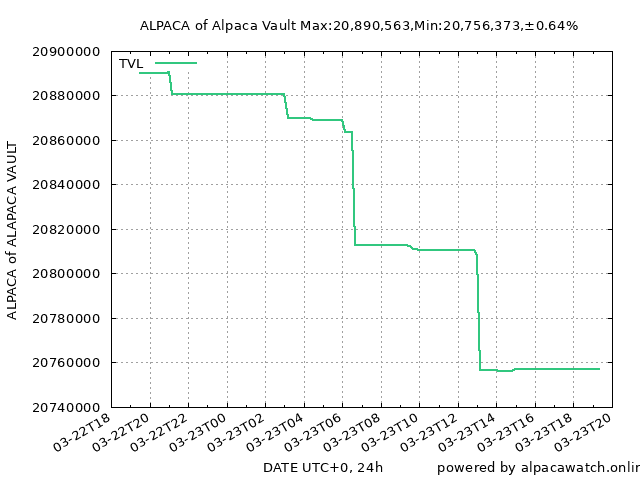 ALPACA of Alpaca Vault Max:20,890,563,Min:20,756,373,±0.64%
TVL
20900000
20880000
20860000
20840000
20820000
20800000
20780000
20760000
20740000
ALPACA of ALAPACA VAULT
03-22T18
03-22T20
03-22T22
03-23T00
03-23T02
03-23T04
03-23T06
03-23T08
03-23T10
03-23T12
03-23T14
03-23T16
03-23T18
03-23T20
DATE UTC+0, 24h
powered by alpacawatch.onlin